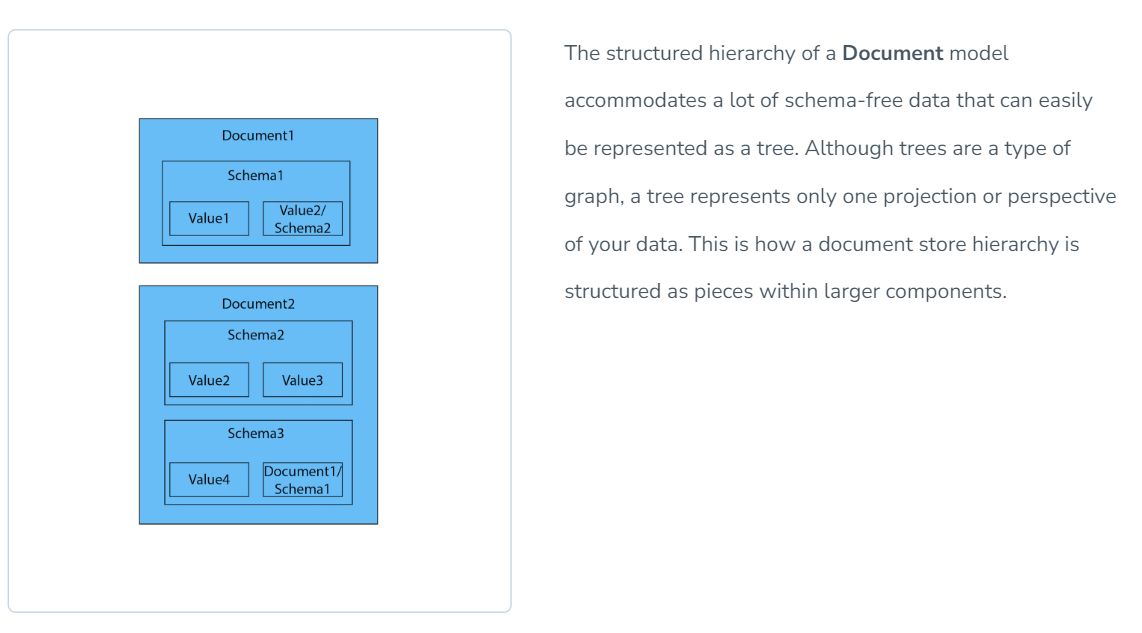 Document1
Schema1
Value1
Value2/
Schema2
Document2
Schema2
Value2
Value3
Schema3
Value4
Document1/
Schema1
The structured hierarchy of a Document model
accommodates a lot of schema-free data that can easily
be represented as a tree. Although trees are a type of
graph, a tree represents only one projection or perspective
of your data. This is how a document store hierarchy is
structured as pieces within larger components.